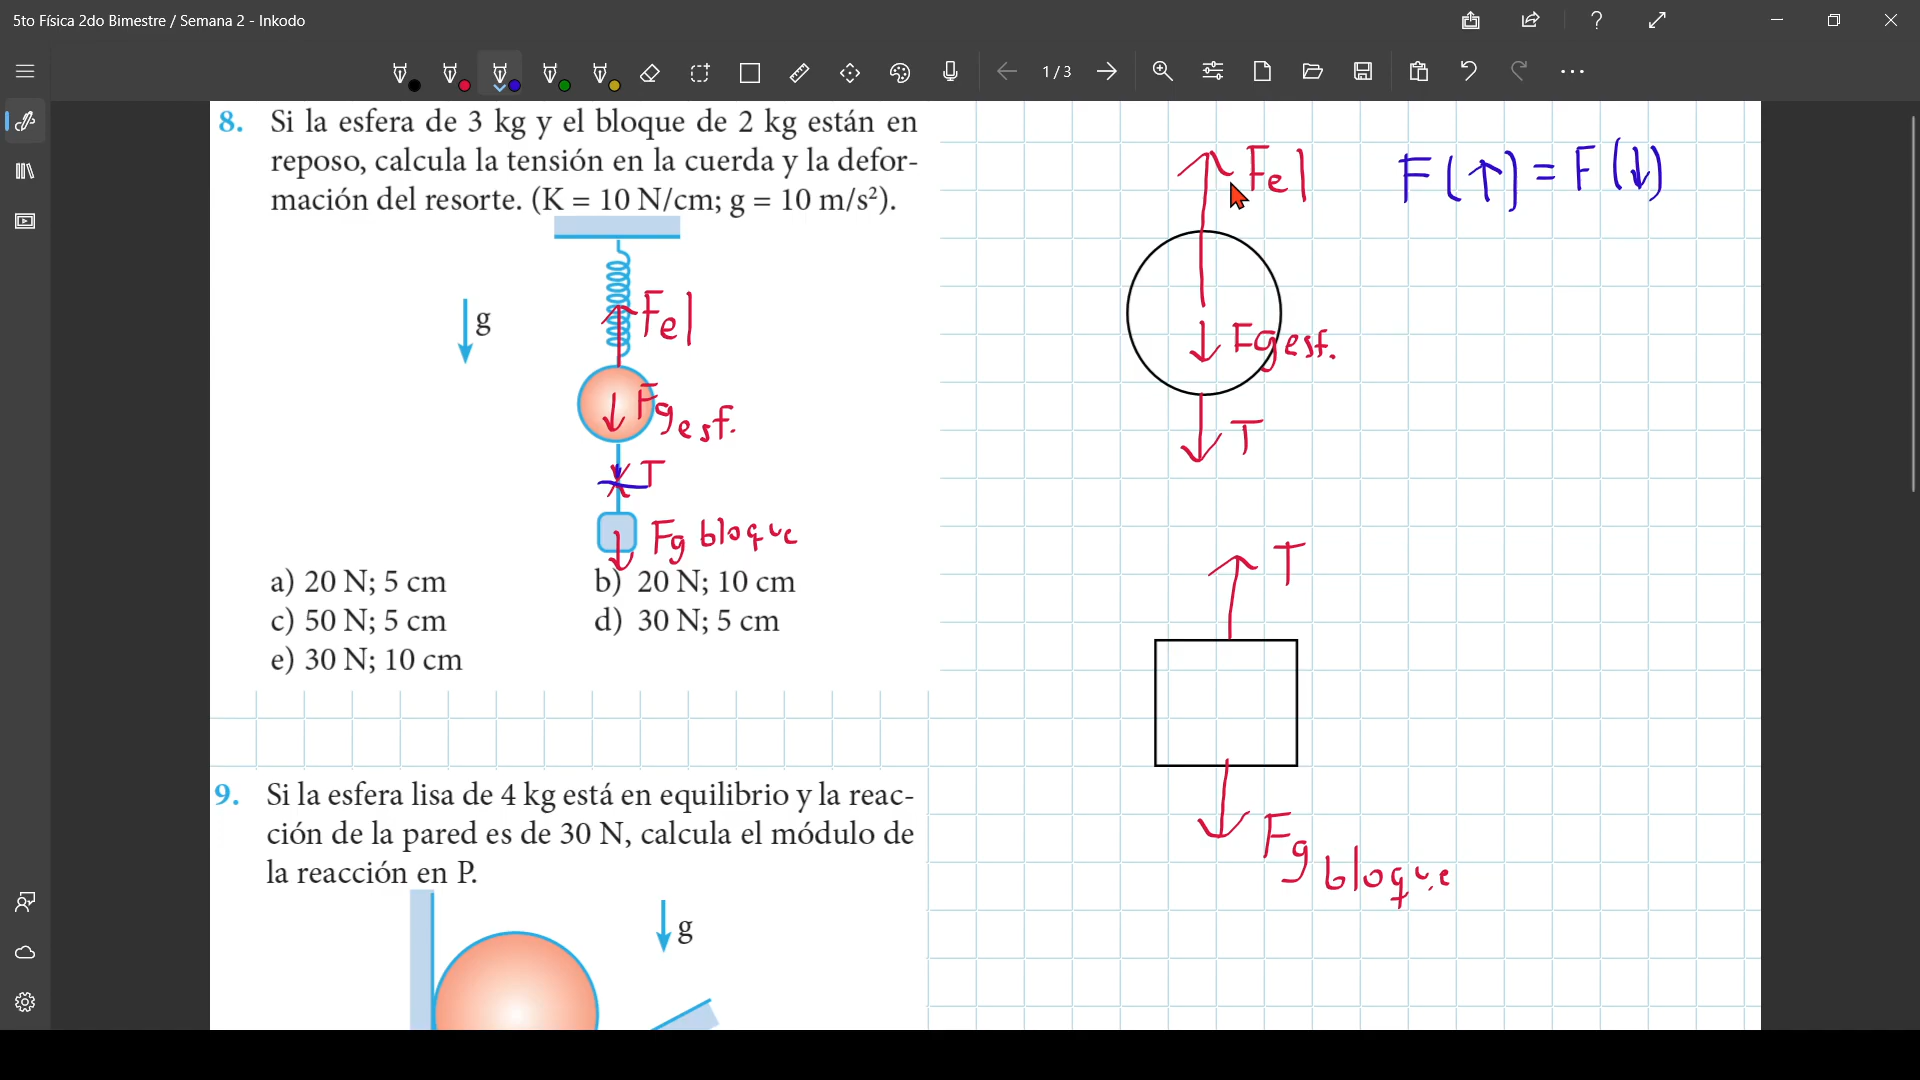 5to Física 2do Bimestre / Semana 2 - Inkodo
1 / 3
8. Si la esfera de 3 kg y el bloque de 2 kg están en
reposo, calcula la tensión en la cuerda y la defor-
mación del resorte. (K = 10 N/cm; g = 10 m/s²).
g
Fel
Fg esf.
T
Fg bloque
a) 20 N; 5 cm
b) 20 N; 10 cm
c) 50 N; 5 cm
d) 30 N; 5 cm
e) 30 N; 10 cm
Fel
F(↑) = F(↓)
Fg esf.
T
T
Fg bloque
9. Si la esfera lisa de 4 kg está en equilibrio y la reac-
ción de la pared es de 30 N, calcula el módulo de
la reacción en P.
g